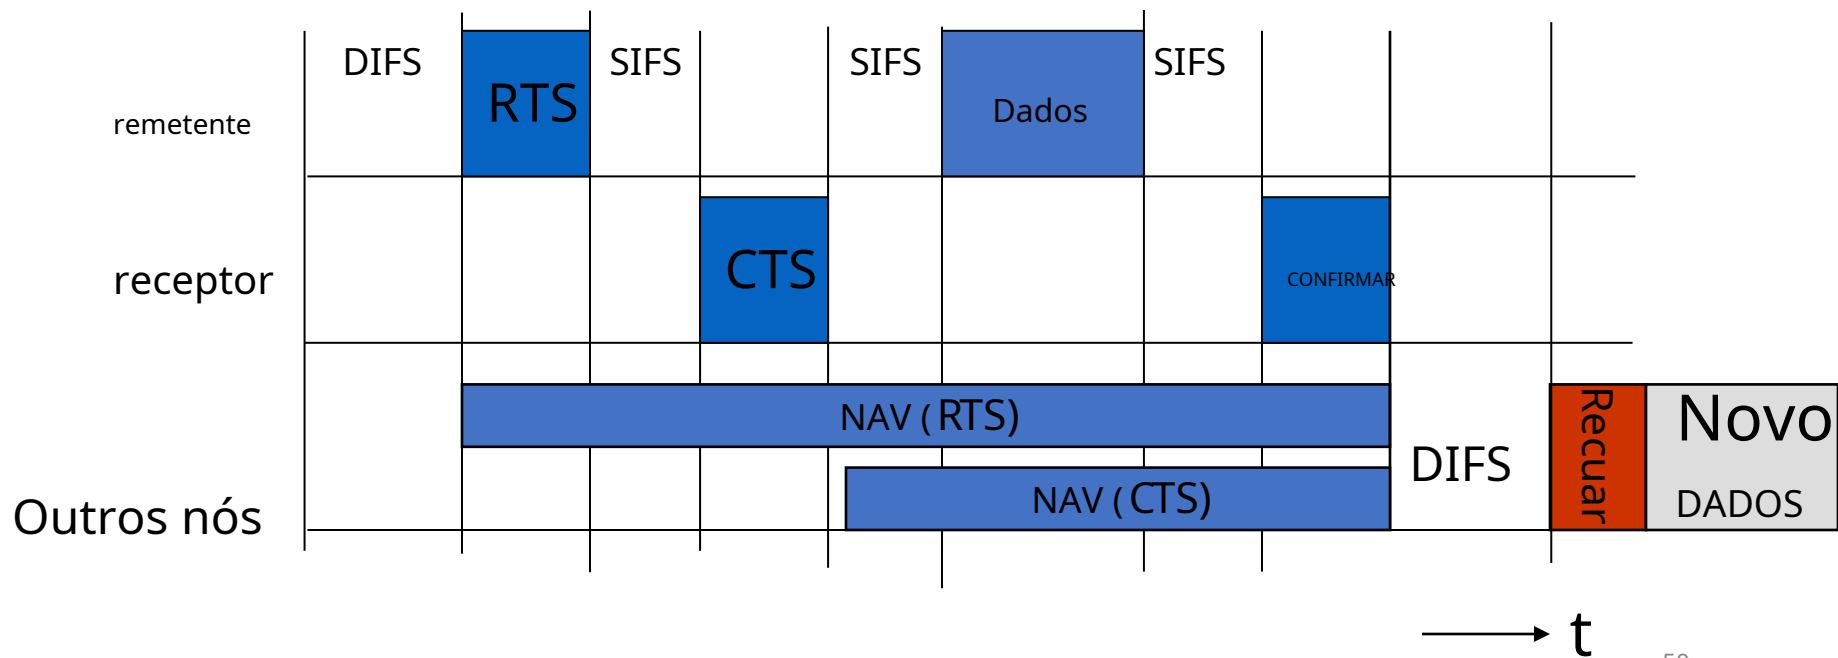 DIFS
RTS
SIFS
SIFS
Dados
SIFS
remetente
CTS
CONFIRMAR
receptor
NAV (RTS)
Recuar
Novo
DIFS
NAV (CTS)
DADOS
Outros nós
t